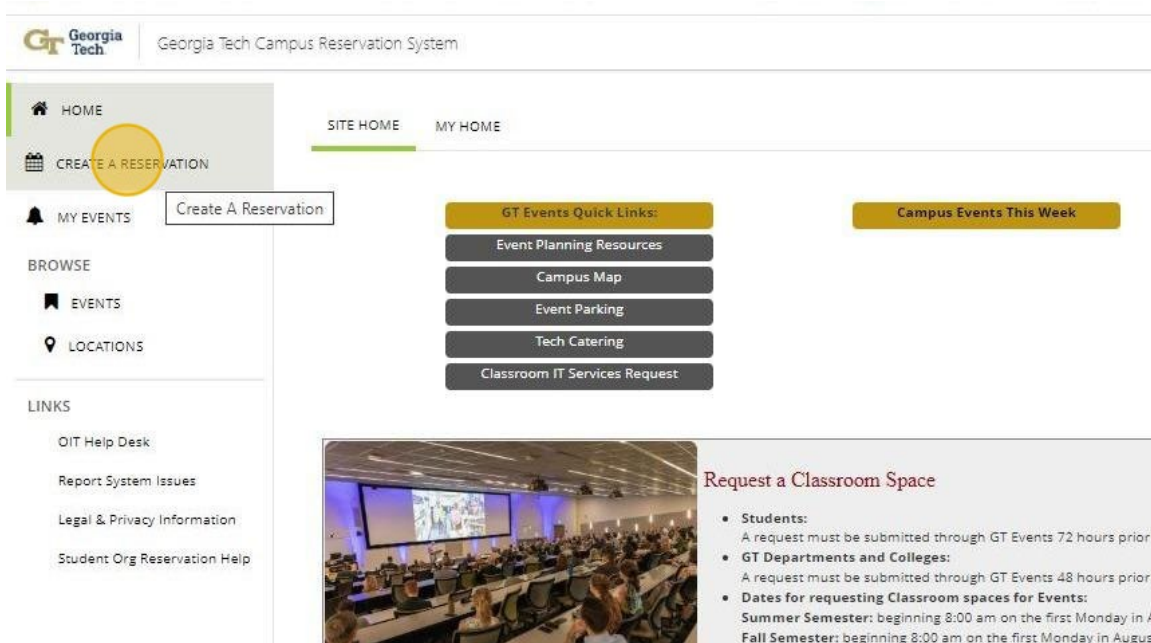 Georgia
Tech
Georgia Tech Campus Reservation System
HOME
CREATE A RESERVATION
Create A Reservation
MY EVENTS
BROWSE
EVENTS
LOCATIONS
LINKS
OIT Help Desk
Report System Issues
Legal & Privacy Information
Student Org Reservation Help
SITE HOME MY HOME
GT Events Quick Links:
Event Planning Resources
Campus Map
Event Parking
Tech Catering
Classroom IT Services Request
Campus Events This Week
Request a Classroom Space
• Students:
A request must be submitted through GT Events 72 hours prior
• GT Departments and Colleges:
A request must be submitted through GT Events 48 hours prior
• Dates for requesting Classroom spaces for Events:
Summer Semester: beginning 8:00 am on the first Monday in
Fall Semester: beginning 8:00 am on the first Monday in Augus